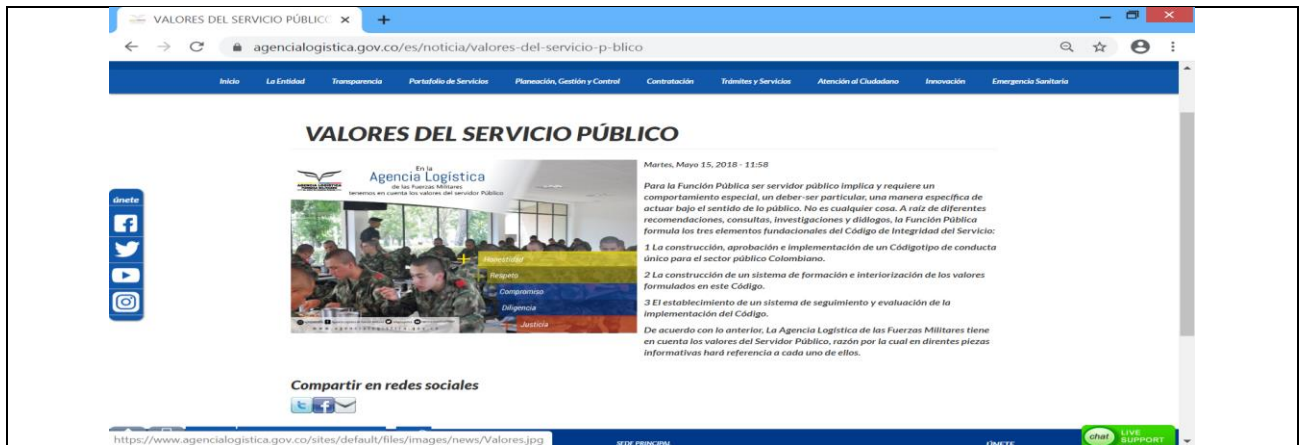 VALORES DEL SERVICIO PÚBLIC
agencialogistica.gov.co/es/noticia/valores-del-servicio-p-blico
Inicio La Entidad Transparencia Portafolio de Servicios Planeación, Gestión y Control Contratación Trámites y Servicios Atención al Ciudadano Innovación Emergencia Sanitaria
VALORES DEL SERVICIO PÚBLICO
En la
Agencia Logística
de las Fuerzas Militares
tenemos en cuenta los valores del servidor Público
Honestidad
Respeto
Compromiso
Diligencia
Justicia
únete
Martes, Mayo 15, 2018 - 11:58
Para la Función Pública ser servidor público implica y requiere un
comportamiento especial, un deber-ser particular, una manera específica de
actuar bajo el sentido de lo público. No es cualquier cosa. A raíz de diferentes
recomendaciones, consultas, investigaciones y diálogos, la Función Pública
formula los tres elementos fundacionales del Código de Integridad del Servicio:
1 La construcción, aprobación e implementación de un Códigotipo de conducta
único para el sector público Colombiano.
2 La construcción de un sistema de formación e interiorización de los valores
formulados en este Código.
3 El establecimiento de un sistema de seguimiento y evaluación de la
implementación del Código.
De acuerdo con lo anterior, La Agencia Logística de las Fuerzas Militares tiene
en cuenta los valores del Servidor Público, razón por la cual en direntes piezas
informativas hará referencia a cada uno de ellos.
Compartir en redes sociales
https://www.agencialogistica.gov.co/sites/default/files/images/news/Valores.jpg
SEDE PRINCIPAL
ÚNETE
chat LIVE
SUPPORT